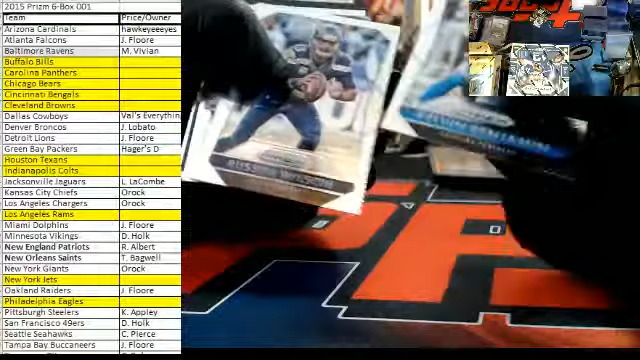 2015 Prizm 6-Box 001
Team Price/Owner
Arizona Cardinals hawkeyeeyes
Atlanta Falcons J. Floore
Baltimore Ravens M. Vivian
Buffalo Bills
Carolina Panthers
Chicago Bears
Cincinnati Bengals
Cleveland Browns
Dallas Cowboys Val's Everythin
Denver Broncos J. Lobato
Detroit Lions J. Floore
Green Bay Packers Hager's D
Houston Texans
Indianapolis Colts
Jacksonville Jaguars L. LaCombe
Kansas City Chiefs Orock
Los Angeles Chargers Orock
Los Angeles Rams
Miami Dolphins J. Floore
Minnesota Vikings D. Holk
New England Patriots R. Albert
New Orleans Saints T. Bagwell
New York Giants Orock
New York Jets
Oakland Raiders J. Floore
Philadelphia Eagles
Pittsburgh Steelers K. Appley
San Francisco 49ers D. Holk
Seattle Seahawks C. Pierce
Tampa Bay Buccaneers J. Floore
RUSSELL WILSON